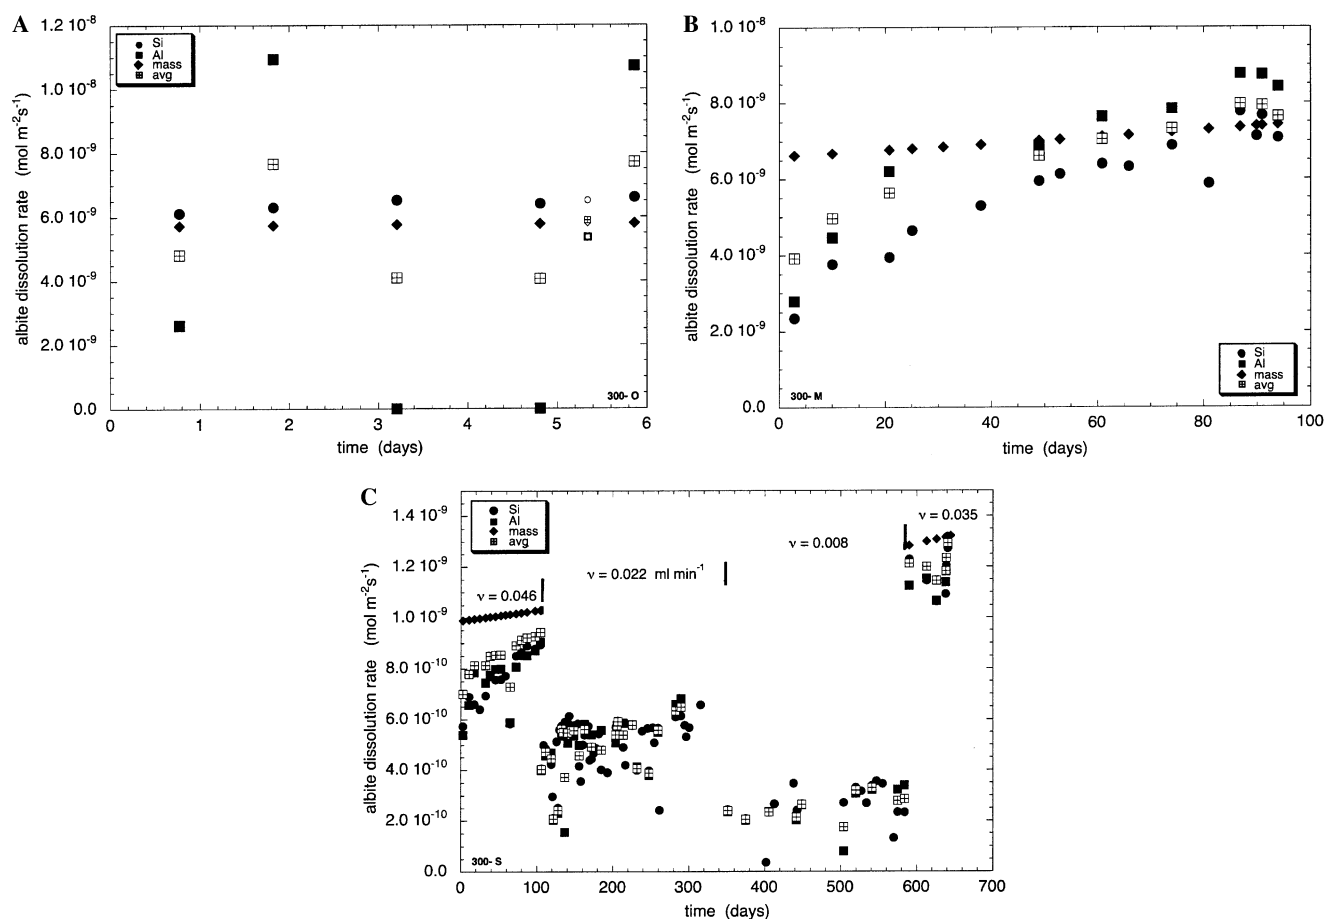 A
albite dissolution rate (mol m⁻²s⁻¹)
1.2 10⁻⁸
1.0 10⁻⁸
8.0 10⁻⁹
6.0 10⁻⁹
4.0 10⁻⁹
2.0 10⁻⁹
0.0
Si
Al
mass
avg
300- O
0 1 2 3 4 5 6
time (days)
B
albite dissolution rate (mol m⁻²s⁻¹)
1.0 10⁻⁸
8.0 10⁻⁹
6.0 10⁻⁹
4.0 10⁻⁹
2.0 10⁻⁹
0.0
Si
Al
mass
avg
300- M
0 20 40 60 80 100
time (days)
C
albite dissolution rate (mol m⁻²s⁻¹)
1.4 10⁻⁹
1.2 10⁻⁹
1.0 10⁻⁹
8.0 10⁻¹⁰
6.0 10⁻¹⁰
4.0 10⁻¹⁰
2.0 10⁻¹⁰
0.0
Si
Al
mass
avg
ν = 0.046
ν = 0.022 ml min⁻¹
ν = 0.008
ν = 0.035
300- S
0 100 200 300 400 500 600 700
time (days)